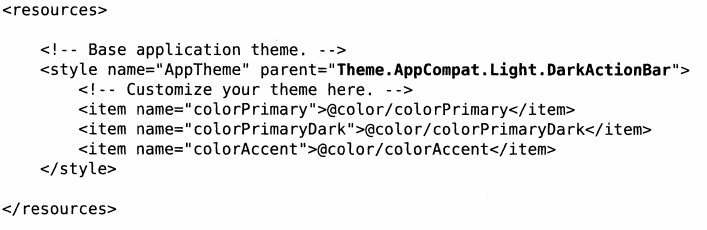 <resources>

    <!-- Base application theme. -->
    <style name="AppTheme" parent="Theme.AppCompat.Light.DarkActionBar">
        <!-- Customize your theme here. -->
        <item name="colorPrimary">@color/colorPrimary</item>
        <item name="colorPrimaryDark">@color/colorPrimaryDark</item>
        <item name="colorAccent">@color/colorAccent</item>
    </style>

</resources>